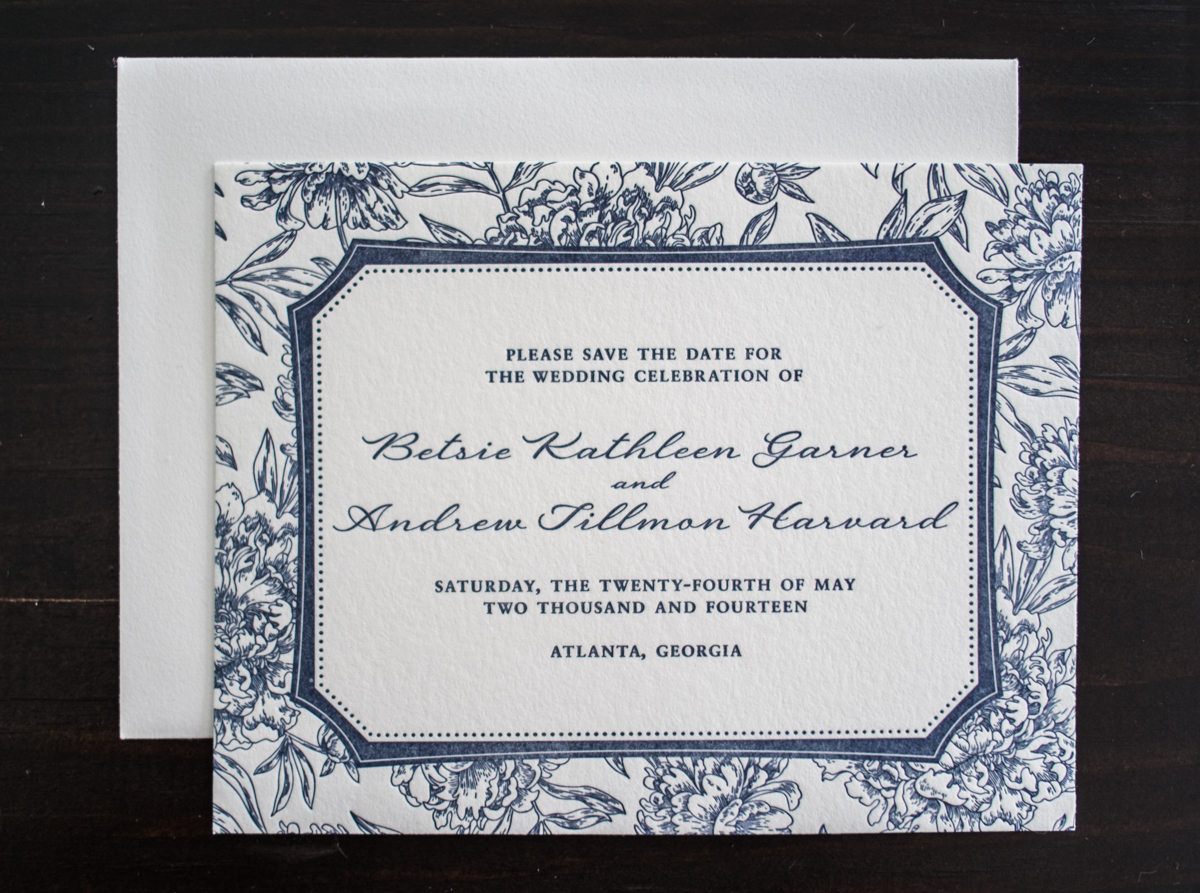 PLEASE SAVE THE DATE FOR
THE WEDDING CELEBRATION OF
Betsie Kathleen Garner
and
Andrew Tillmon Harvard
SATURDAY, THE TWENTY-FOURTH OF MAY
TWO THOUSAND AND FOURTEEN
ATLANTA, GEORGIA